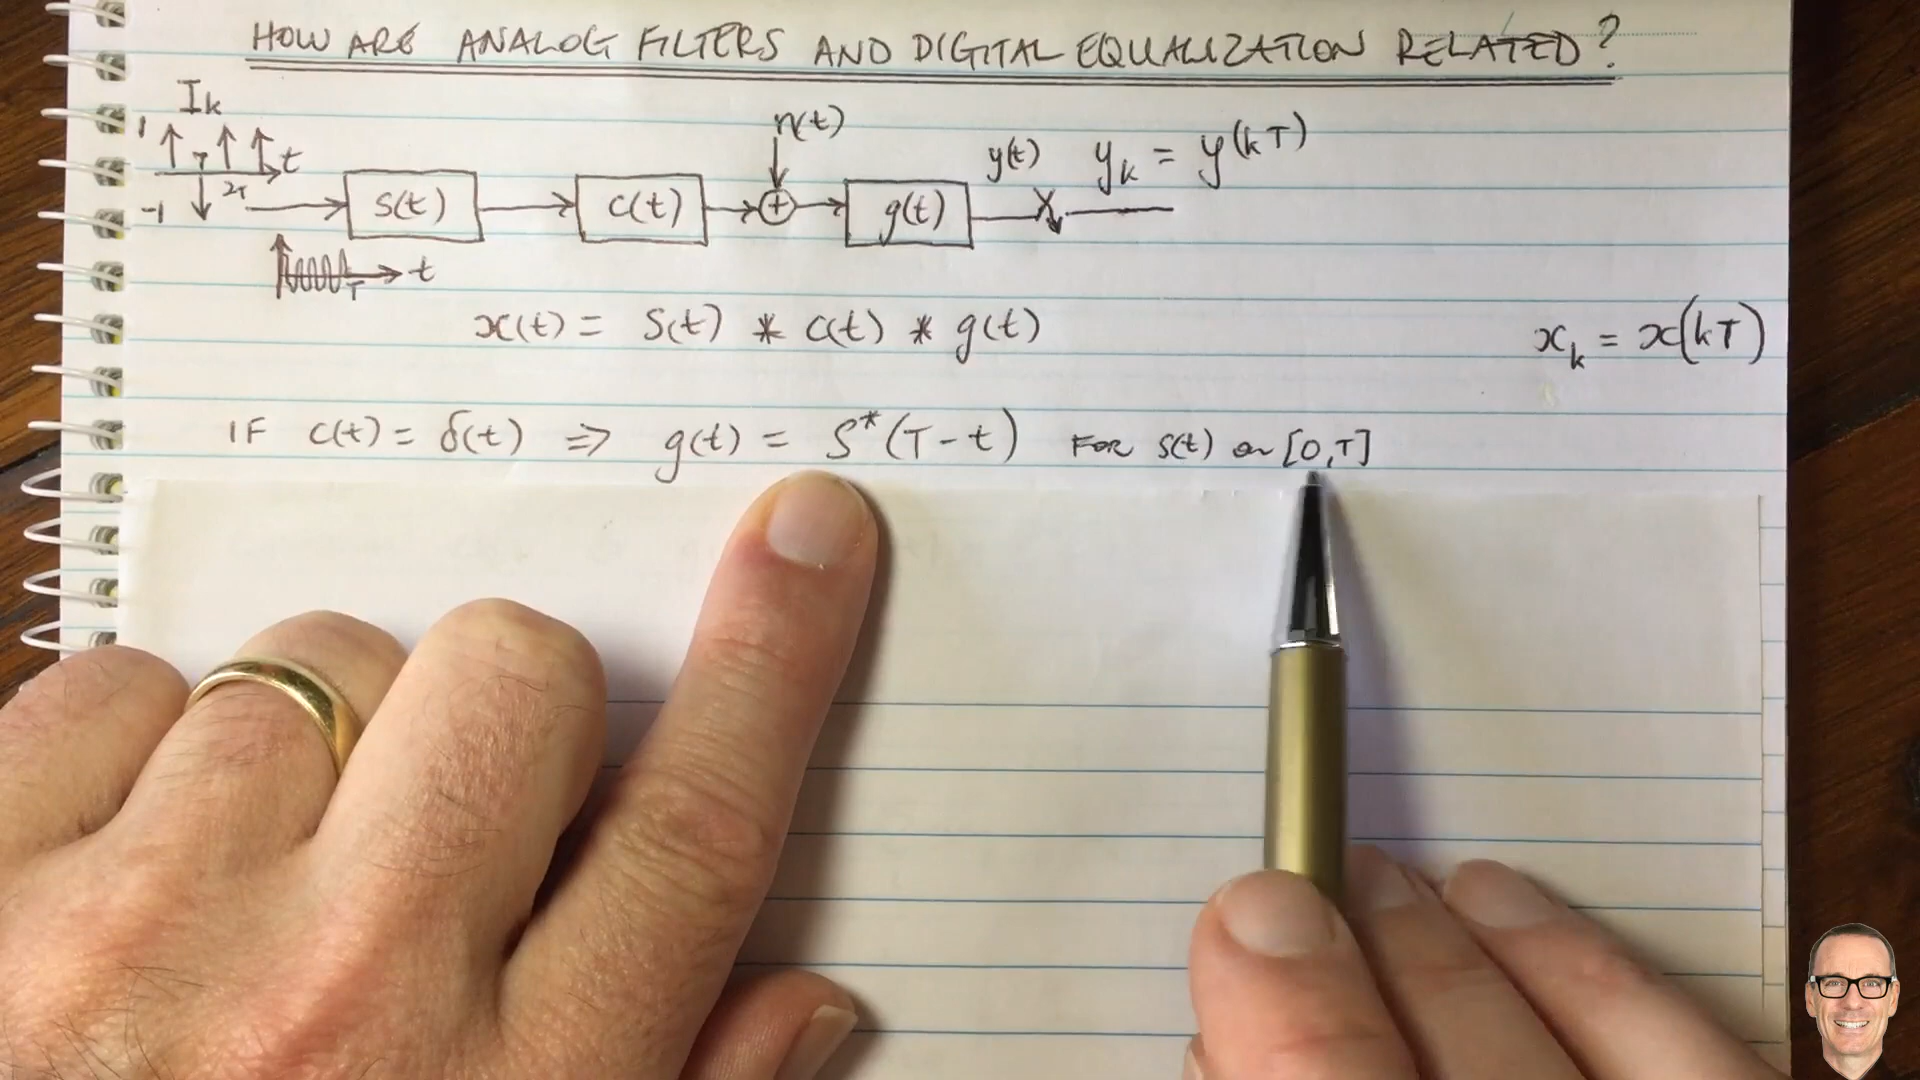 HOW ARE ANALOG FILTERS AND DIGITAL EQUALIZATION RELATED?
Iₖ
n(t)
1
t
2T
-1
s(t)
c(t)
+
g(t)
y(t)
yₖ = y(kT)
T
t
x(t) = s(t) * c(t) * g(t)
xₖ = x(kT)
IF c(t) = δ(t) ⇒ g(t) = S*(T-t) FOR s(t) on [0,T]